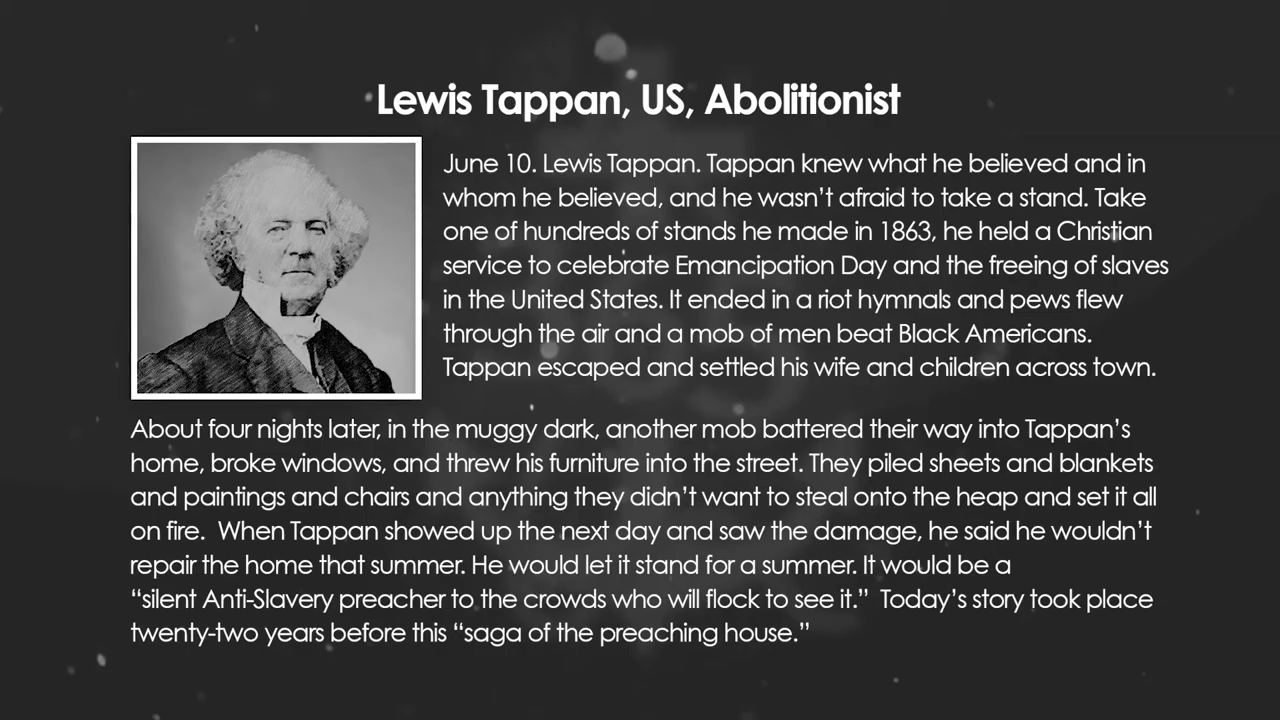 Lewis Tappan, US, Abolitionist
June 10. Lewis Tappan. Tappan knew what he believed and in
whom he believed, and he wasn’t afraid to take a stand. Take
one of hundreds of stands he made in 1863, he held a Christian
service to celebrate Emancipation Day and the freeing of slaves
in the United States. It ended in a riot hymnals and pews flew
through the air and a mob of men beat Black Americans.
Tappan escaped and settled his wife and children across town.
About four nights later, in the muggy dark, another mob battered their way into Tappan’s
home, broke windows, and threw his furniture into the street. They piled sheets and blankets
and paintings and chairs and anything they didn’t want to steal onto the heap and set it all
on fire.  When Tappan showed up the next day and saw the damage, he said he wouldn’t
repair the home that summer. He would let it stand for a summer. It would be a
“silent Anti-Slavery preacher to the crowds who will flock to see it.”  Today’s story took place
twenty-two years before this “saga of the preaching house.”